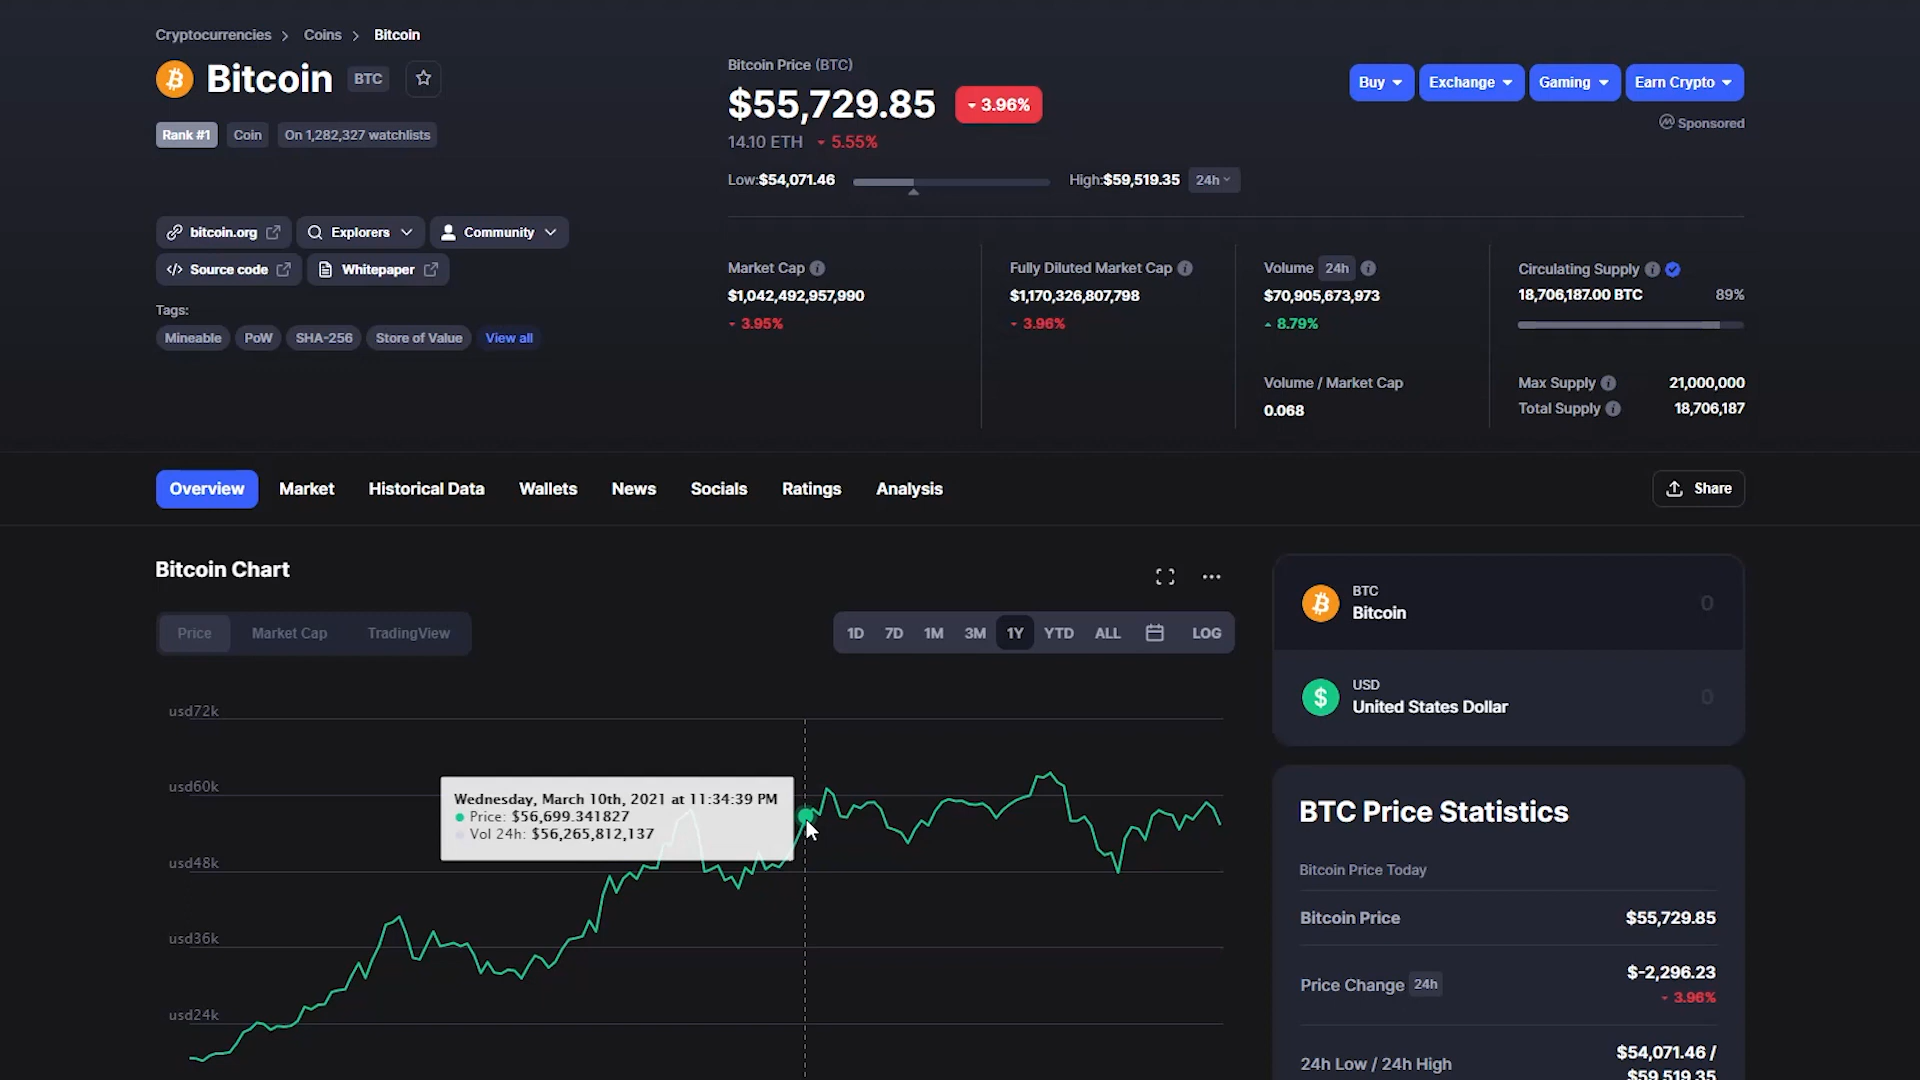 Cryptocurrencies > Coins > Bitcoin
Bitcoin BTC
Rank #1 Coin On 1,282,327 watchlists
bitcoin.org Explorers Community
Source code Whitepaper
Tags:
Mineable PoW SHA-256 Store of Value View all
Bitcoin Price (BTC)
$55,729.85 3.96%
14.10 ETH 5.55%
Low:$54,071.46 High:$59,519.35 24h
Buy Exchange Gaming Earn Crypto
Sponsored
Market Cap
$1,042,492,957,990
3.95%
Fully Diluted Market Cap
$1,170,326,807,798
3.96%
Volume 24h
$70,905,673,973
8.79%
Volume / Market Cap
0.068
Circulating Supply
18,706,187.00 BTC 89%
Max Supply 21,000,000
Total Supply 18,706,187
Overview Market Historical Data Wallets News Socials Ratings Analysis Share
Bitcoin Chart
Price Market Cap TradingView
1D 7D 1M 3M 1Y YTD ALL LOG
usd72k
usd60k
usd48k
usd36k
usd24k
Wednesday, March 10th, 2021 at 11:34:39 PM
Price: $56,699.341827
Vol 24h: $56,265,812,137
BTC
Bitcoin 0
USD
United States Dollar 0
BTC Price Statistics
Bitcoin Price Today
Bitcoin Price $55,729.85
Price Change 24h $-2,296.23
3.96%
24h Low / 24h High $54,071.46 /
$59,519.35